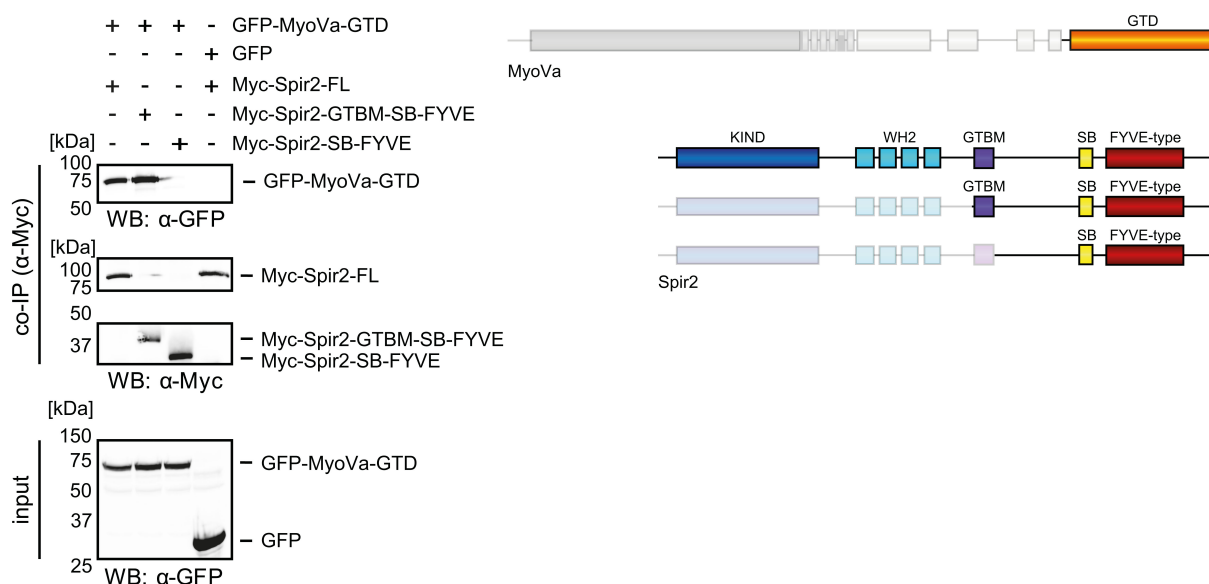 + + + - GFP-MyoVa-GTD
- - - + GFP
+ - - + Myc-Spir2-FL
- + - - Myc-Spir2-GTBM-SB-FYVE
- - + - Myc-Spir2-SB-FYVE
[kDa]
100
75
50
GFP-MyoVa-GTD
WB: α-GFP
[kDa]
100
75
Myc-Spir2-FL
50
37
Myc-Spir2-GTBM-SB-FYVE
Myc-Spir2-SB-FYVE
WB: α-Myc
co-IP (α-Myc)
[kDa]
150
75
50
37
25
GFP-MyoVa-GTD
GFP
WB: α-GFP
input
GTD
MyoVa
KIND WH2 GTBM SB FYVE-type
GTBM SB FYVE-type
SB FYVE-type
Spir2